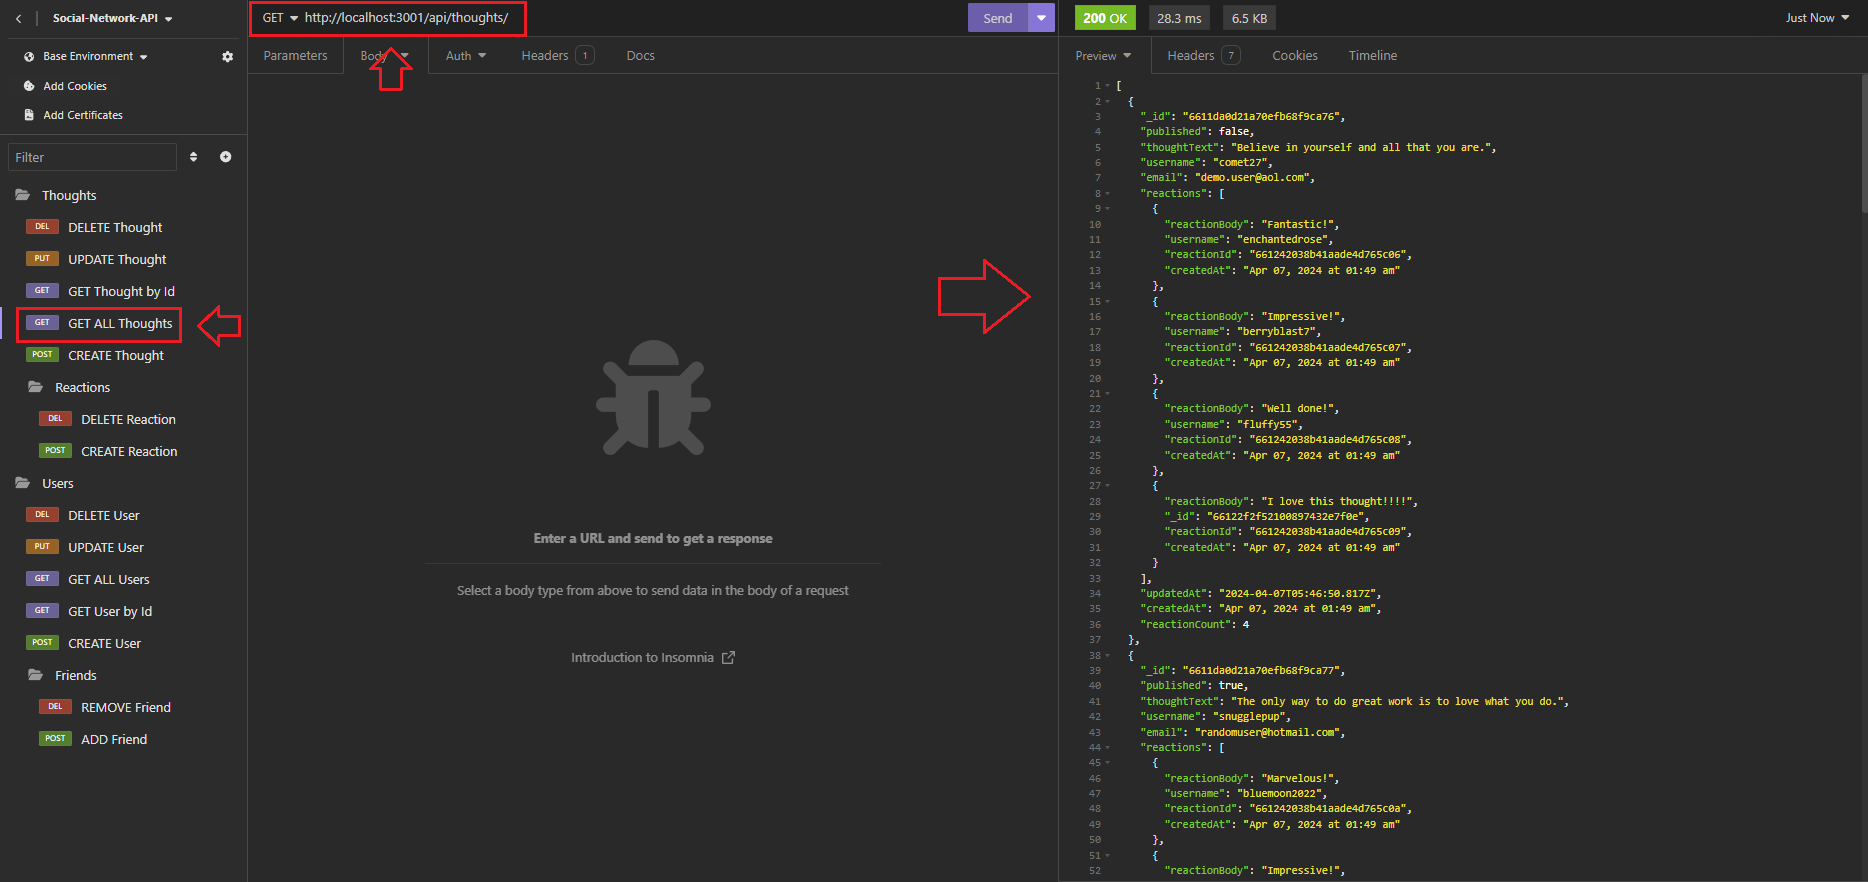 Social-Network-API
Base Environment
Add Cookies
Add Certificates
Filter
Thoughts
DEL DELETE Thought
PUT UPDATE Thought
GET GET Thought by Id
GET GET ALL Thoughts
POST CREATE Thought
Reactions
DEL DELETE Reaction
POST CREATE Reaction
Users
DEL DELETE User
PUT UPDATE User
GET GET ALL Users
GET GET User by Id
POST CREATE User
Friends
DEL REMOVE Friend
POST ADD Friend
GET http://localhost:3001/api/thoughts/ Send
Parameters Body Auth Headers 1 Docs
Enter a URL and send to get a response
Select a body type from above to send data in the body of a request
Introduction to Insomnia
200 OK 28.3 ms 6.5 KB Just Now
Preview Headers 7 Cookies Timeline
1 [
2 {
3 "_id": "6611da0d21a70efb68f9ca76",
4 "published": false,
5 "thoughtText": "Believe in yourself and all that you are.",
6 "username": "comet27",
7 "email": "demo.user@aol.com",
8 "reactions": [
9 {
10 "reactionBody": "Fantastic!",
11 "username": "enchantedrose",
12 "reactionId": "661242038b41aade4d765c06",
13 "createdAt": "Apr 07, 2024 at 01:49 am"
14 },
15 {
16 "reactionBody": "Impressive!",
17 "username": "berryblast7",
18 "reactionId": "661242038b41aade4d765c07",
19 "createdAt": "Apr 07, 2024 at 01:49 am"
20 },
21 {
22 "reactionBody": "Well done!",
23 "username": "fluffy55",
24 "reactionId": "661242038b41aade4d765c08",
25 "createdAt": "Apr 07, 2024 at 01:49 am"
26 },
27 {
28 "reactionBody": "I love this thought!!!!",
29 "_id": "66122f2f52100897432e7f0e",
30 "reactionId": "661242038b41aade4d765c09",
31 "createdAt": "Apr 07, 2024 at 01:49 am"
32 }
33 ],
34 "updatedAt": "2024-04-07T05:46:50.817Z",
35 "createdAt": "Apr 07, 2024 at 01:49 am",
36 "reactionCount": 4
37 },
38 {
39 "_id": "6611da0d21a70efb68f9ca77",
40 "published": true,
41 "thoughtText": "The only way to do great work is to love what you do.",
42 "username": "snugglepup",
43 "email": "randomuser@hotmail.com",
44 "reactions": [
45 {
46 "reactionBody": "Marvelous!",
47 "username": "bluemoon2022",
48 "reactionId": "661242038b41aade4d765c0a",
49 "createdAt": "Apr 07, 2024 at 01:49 am"
50 },
51 {
52 "reactionBody": "Impressive!",